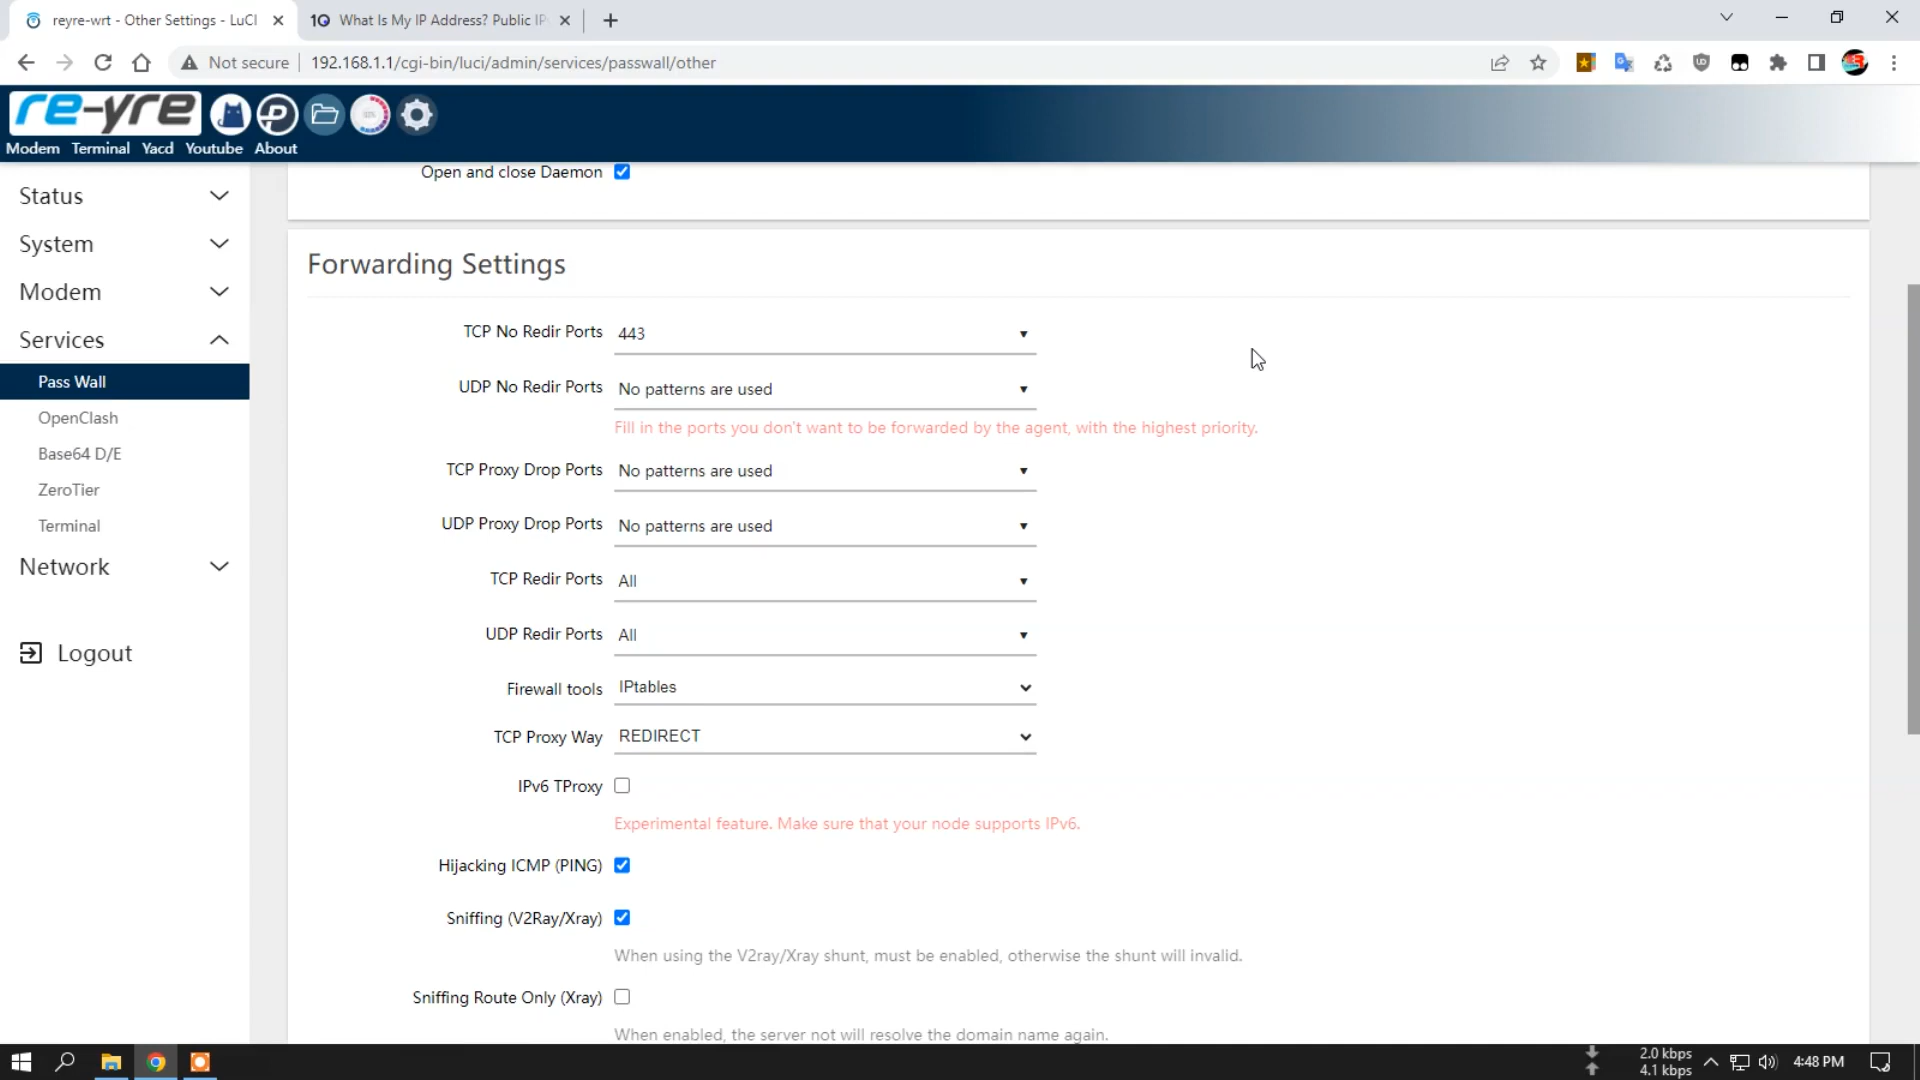 reyre-wrt - Other Settings - LuCI
1Q What Is My IP Address? Public IP
Not secure 192.168.1.1/cgi-bin/luci/admin/services/passwall/other
re-yre
Modem Terminal Yacd Youtube About
Open and close Daemon
Status
System
Modem
Services
Pass Wall
OpenClash
Base64 D/E
ZeroTier
Terminal
Network
Logout
Forwarding Settings
TCP No Redir Ports 443
UDP No Redir Ports No patterns are used
Fill in the ports you don't want to be forwarded by the agent, with the highest priority.
TCP Proxy Drop Ports No patterns are used
UDP Proxy Drop Ports No patterns are used
TCP Redir Ports All
UDP Redir Ports All
Firewall tools IPtables
TCP Proxy Way REDIRECT
IPv6 TProxy
Experimental feature. Make sure that your node supports IPv6.
Hijacking ICMP (PING)
Sniffing (V2Ray/Xray)
When using the V2ray/Xray shunt, must be enabled, otherwise the shunt will invalid.
Sniffing Route Only (Xray)
When enabled, the server not will resolve the domain name again.
2.0 kbps
4.1 kbps
4:48 PM